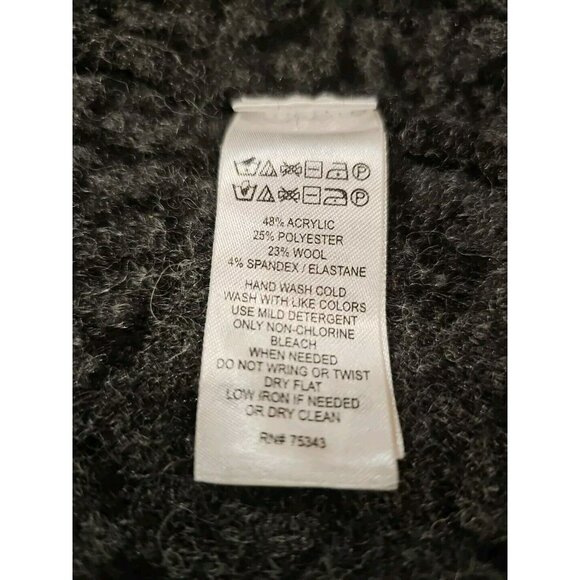 48% ACRYLIC
25% POLYESTER
23% WOOL
4% SPANDEX / ELASTANE
HAND WASH COLD
WASH WITH LIKE COLORS
USE MILD DETERGENT
ONLY NON-CHLORINE
BLEACH
WHEN NEEDED
DO NOT WRING OR TWIST
DRY FLAT
LOW IRON IF NEEDED
OR DRY CLEAN
RN# 75343